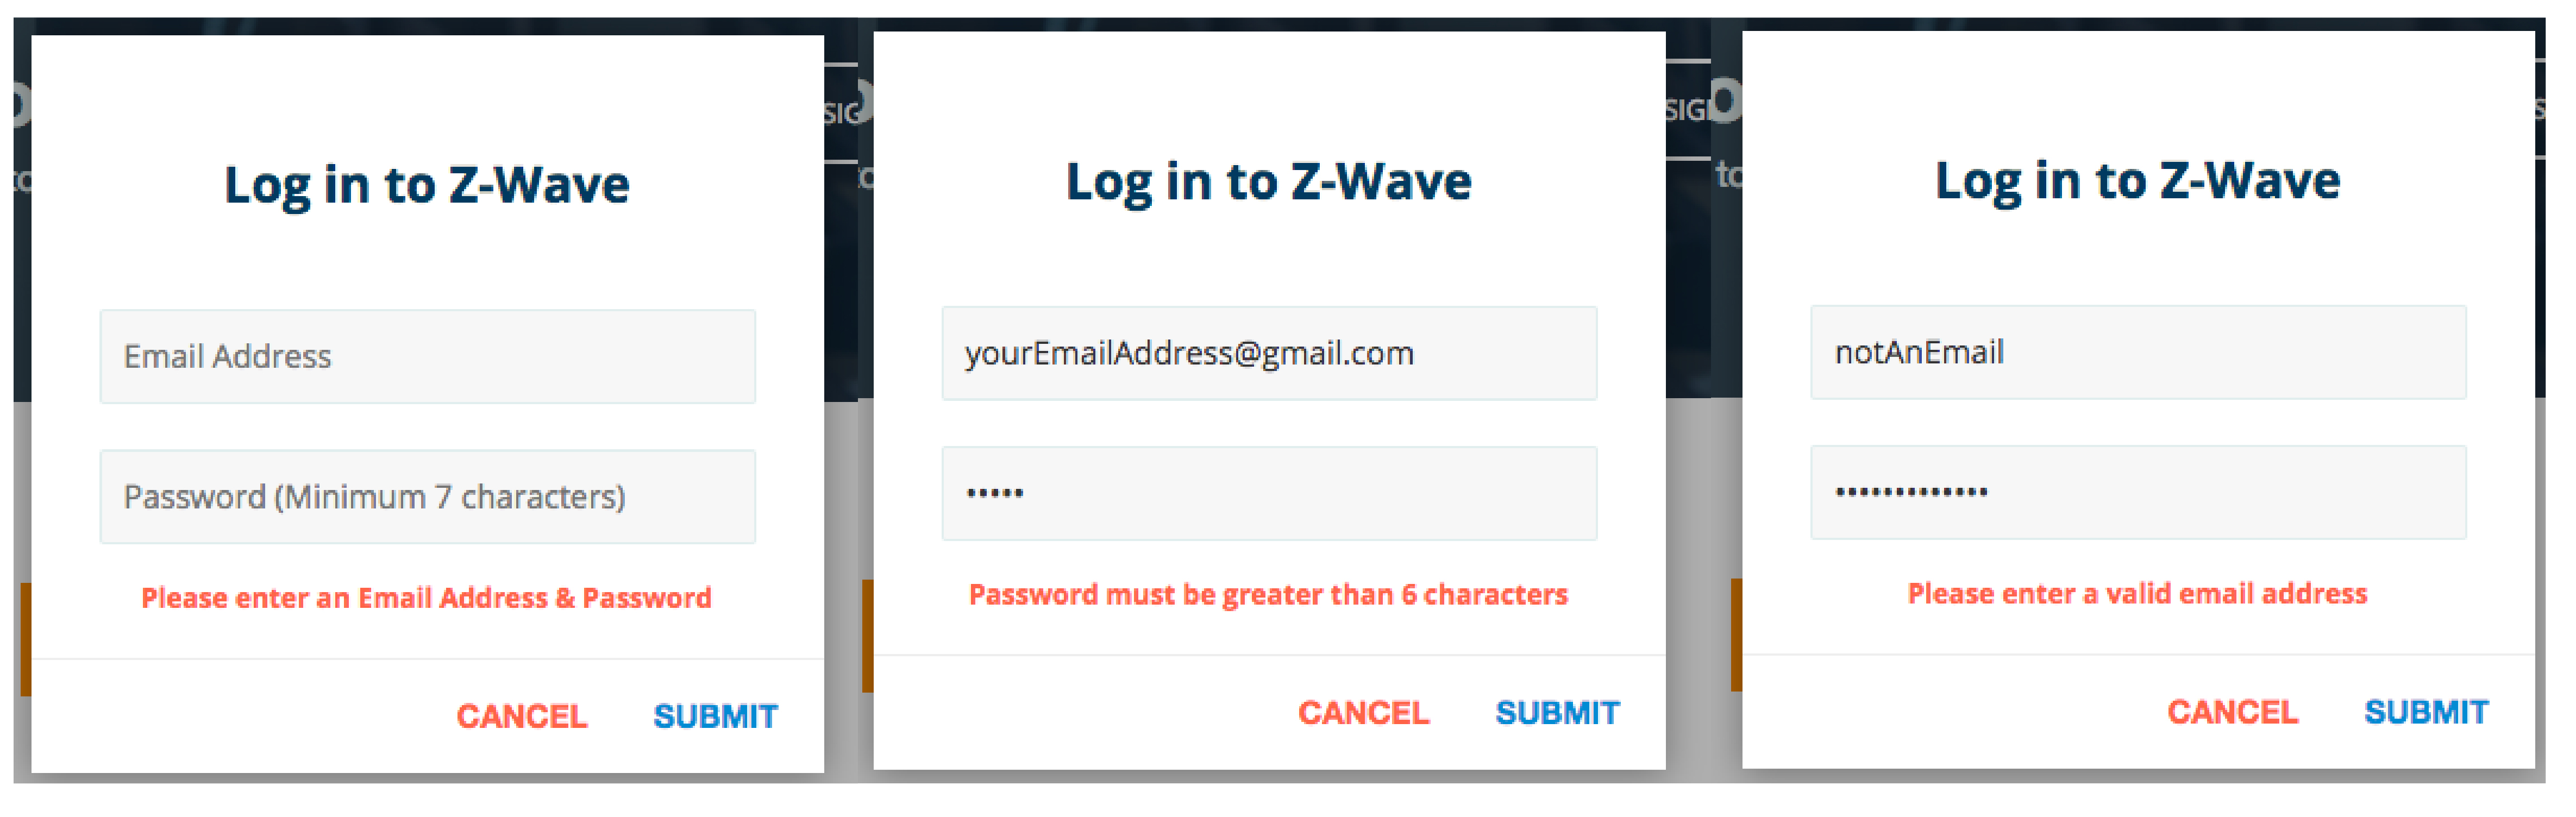 Log in to Z-Wave
Email Address
Password (Minimum 7 characters)
Please enter an Email Address & Password
CANCEL SUBMIT
Log in to Z-Wave
yourEmailAddress@gmail.com
•••••
Password must be greater than 6 characters
CANCEL SUBMIT
Log in to Z-Wave
notAnEmail
•••••••••••••
Please enter a valid email address
CANCEL SUBMIT